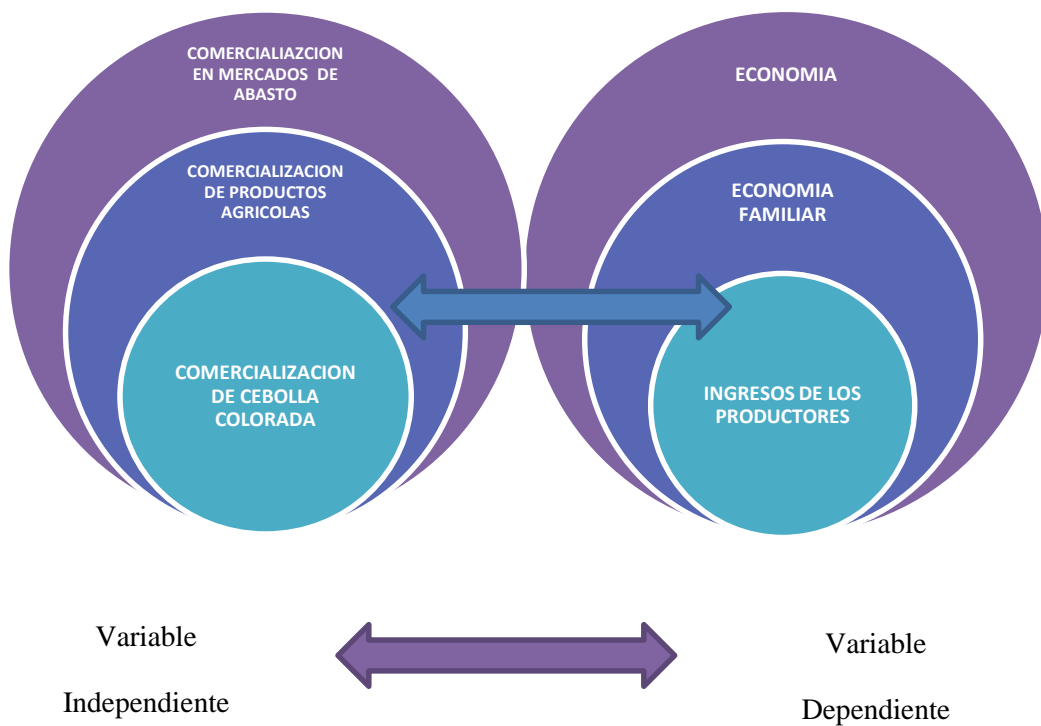 COMERCIALIAZCION
EN MERCADOS DE
ABASTO
COMERCIALIZACION
DE PRODUCTOS
AGRICOLAS
COMERCIALIZACION
DE CEBOLLA
COLORADA
ECONOMIA
ECONOMIA
FAMILIAR
INGRESOS DE LOS
PRODUCTORES
Variable
Independiente
Variable
Dependiente